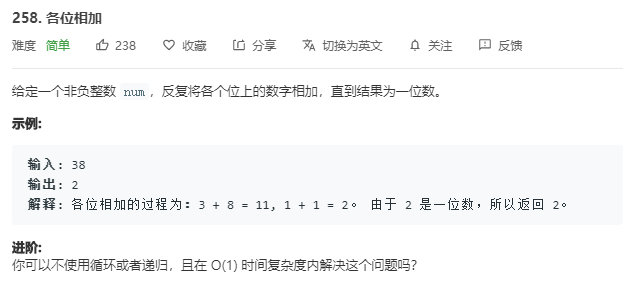 258. 各位相加
难度 简单 238 收藏 分享 切换为英文 关注 反馈
给定一个非负整数 num，反复将各个位上的数字相加，直到结果为一位数。
示例:
输入: 38
输出: 2
解释: 各位相加的过程为：3 + 8 = 11, 1 + 1 = 2。 由于 2 是一位数，所以返回 2。
进阶:
你可以不使用循环或者递归，且在 O(1) 时间复杂度内解决这个问题吗？